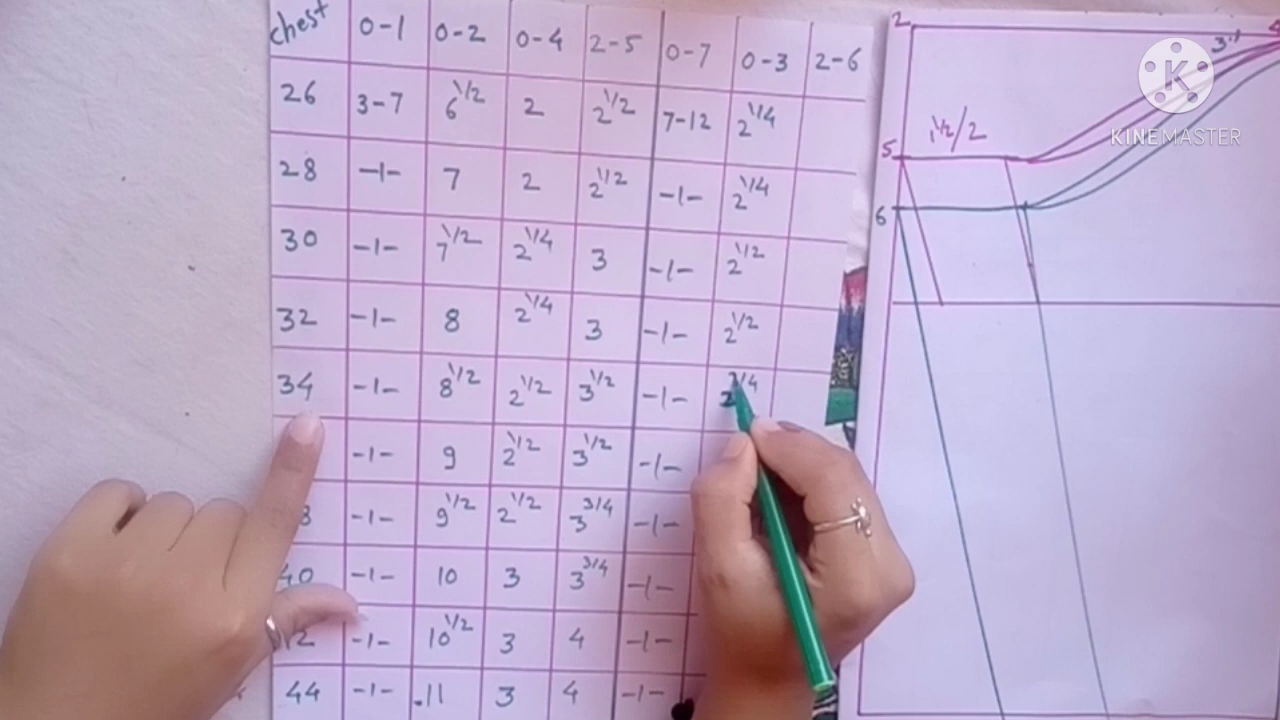 chest 0-1 0-2 0-4 2-5 0-7 0-3 2-6
26 3-7 6 1/2 2 2 1/2 7-12 2 1/4
28 -1- 7 2 2 1/2 -1- 2 1/4
30 -1- 7 1/2 2 1/4 3 -1- 2 1/2
32 -1- 8 2 1/4 3 -1- 2 1/2
34 -1- 8 1/2 2 1/2 3 1/2 -1-
-1- 9 2 1/2 3 1/2 -1-
-1- 9 1/2 2 1/2 3 3/4 -1-
40 -1- 10 3 3 3/4 -1-
-1- 10 1/2 3 4 -1-
44 -1- 11 3 4 -1-
2
3"
5
1 1/2/2
6
K
KINEMASTER